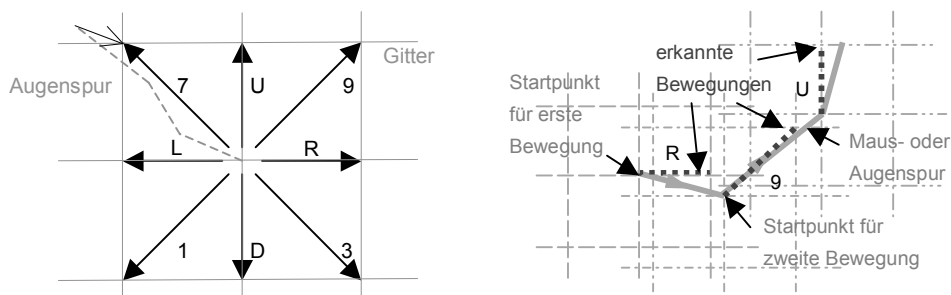 Augenspur
Gitter
7
U
9
L
R
1
D
3
Startpunkt
für erste
Bewegung
erkannte
Bewegungen
U
R
9
Maus- oder
Augenspur
Startpunkt für
zweite Bewegung